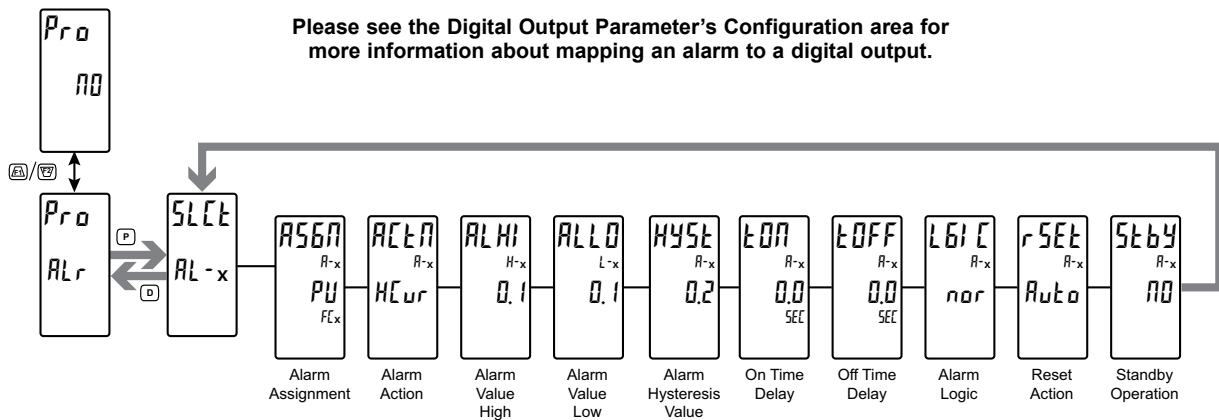 Please see the Digital Output Parameter's Configuration area for
more information about mapping an alarm to a digital output.
Pro
NO
F1/F2
Pro
ALr
P
D
SLCt
AL-x
ASGN
A-x
PV
FCx
Alarm
Assignment
ACtN
A-x
HCur
Alarm
Action
ALHI
H-x
0.1
Alarm
Value
High
ALLO
L-x
0.1
Alarm
Value
Low
HYSt
A-x
0.2
Alarm
Hysteresis
Value
tON
A-x
0.0
SEC
On Time
Delay
tOFF
A-x
0.0
SEC
Off Time
Delay
LGIC
A-x
nor
Alarm
Logic
rSEt
A-x
Auto
Reset
Action
Stby
A-x
NO
Standby
Operation